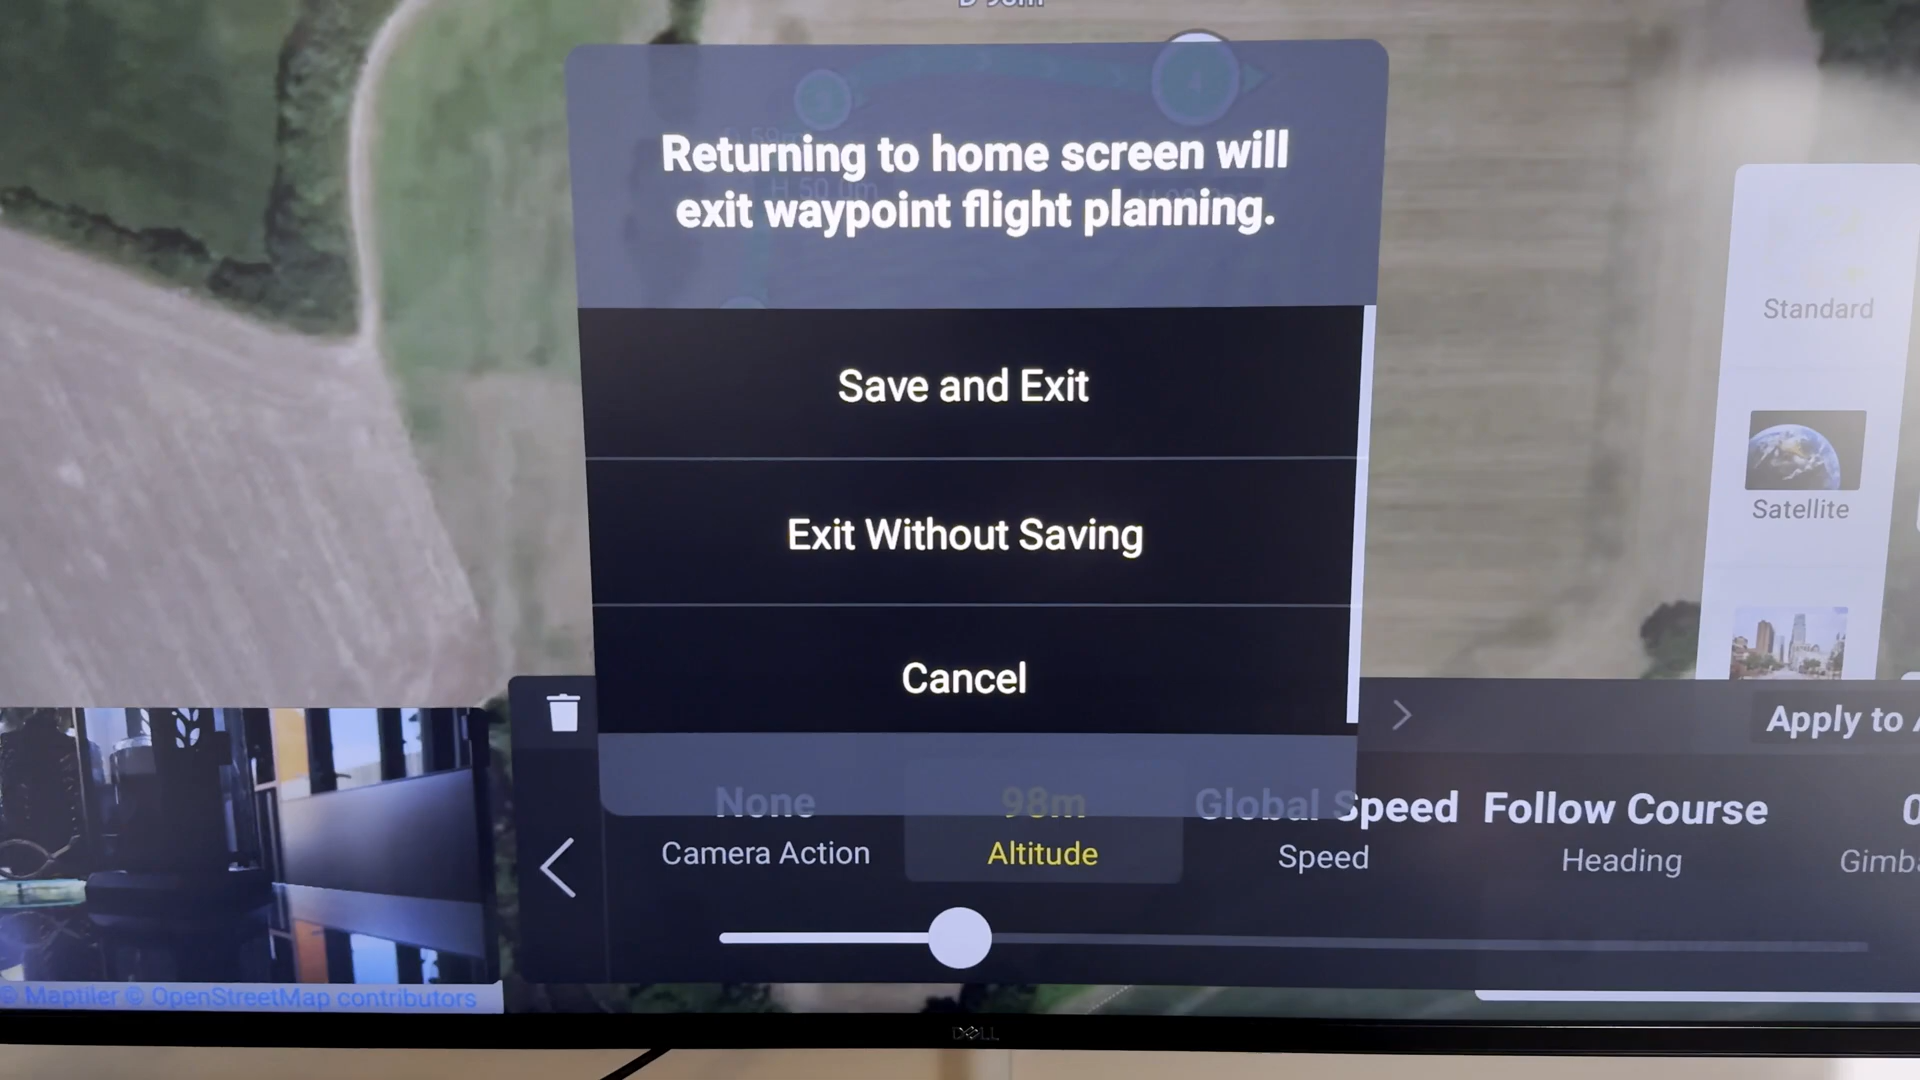 Returning to home screen will
exit waypoint flight planning.
Save and Exit
Exit Without Saving
Cancel
Standard
Satellite
Apply to
None
98m
Global Speed
Follow Course
Camera Action
Altitude
Speed
Heading
© Maptiler © OpenStreetMap contributors
DELL